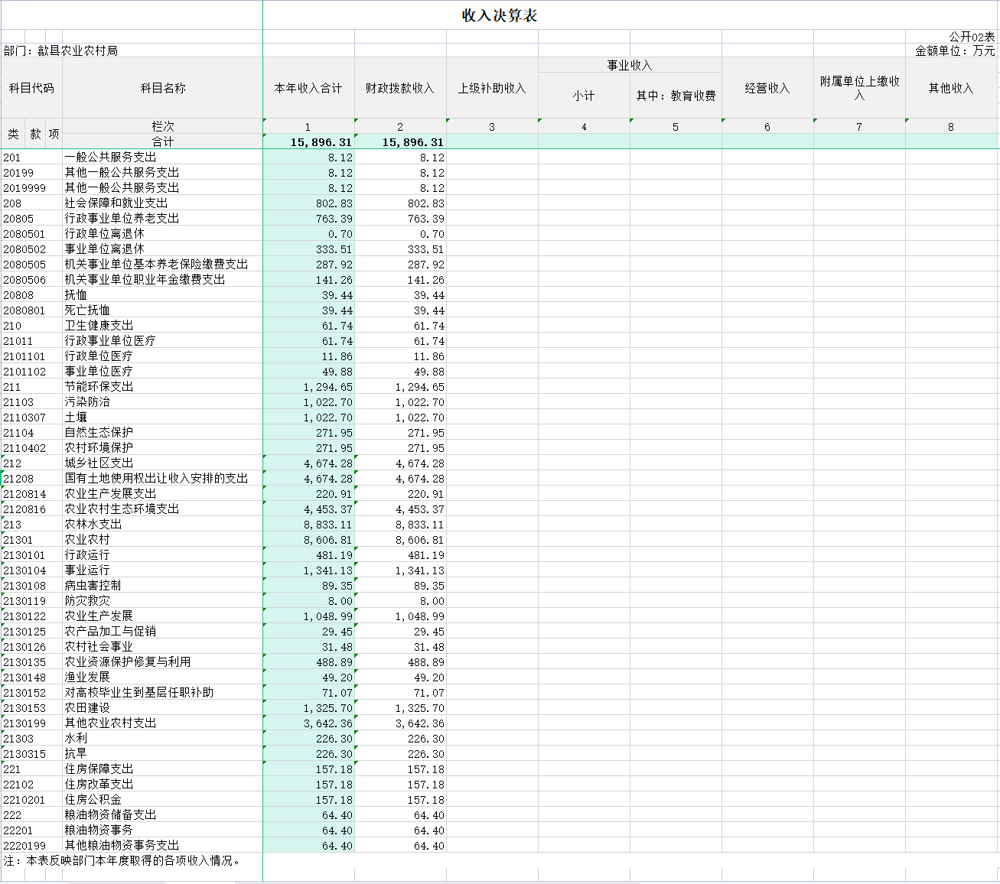 收入决算表
公开02表
部门：歙县农业农村局 金额单位：万元
科目代码 科目名称 本年收入合计 财政拨款收入 上级补助收入 事业收入 经营收入 附属单位上缴收入 其他收入
小计 其中：教育收费
类 款 项 栏次 1 2 3 4 5 6 7 8
合计 15,896.31 15,896.31
201 一般公共服务支出 8.12 8.12
20199 其他一般公共服务支出 8.12 8.12
2019999 其他一般公共服务支出 8.12 8.12
208 社会保障和就业支出 802.83 802.83
20805 行政事业单位养老支出 763.39 763.39
2080501 行政单位离退休 0.70 0.70
2080502 事业单位离退休 333.51 333.51
2080505 机关事业单位基本养老保险缴费支出 287.92 287.92
2080506 机关事业单位职业年金缴费支出 141.26 141.26
20808 抚恤 39.44 39.44
2080801 死亡抚恤 39.44 39.44
210 卫生健康支出 61.74 61.74
21011 行政事业单位医疗 61.74 61.74
2101101 行政单位医疗 11.86 11.86
2101102 事业单位医疗 49.88 49.88
211 节能环保支出 1,294.65 1,294.65
21103 污染防治 1,022.70 1,022.70
2110307 土壤 1,022.70 1,022.70
21104 自然生态保护 271.95 271.95
2110402 农村环境保护 271.95 271.95
212 城乡社区支出 4,674.28 4,674.28
21208 国有土地使用权出让收入安排的支出 4,674.28 4,674.28
2120814 农业生产发展支出 220.91 220.91
2120816 农业农村生态环境支出 4,453.37 4,453.37
213 农林水支出 8,833.11 8,833.11
21301 农业农村 8,606.81 8,606.81
2130101 行政运行 481.19 481.19
2130104 事业运行 1,341.13 1,341.13
2130108 病虫害控制 89.35 89.35
2130119 防灾救灾 8.00 8.00
2130122 农业生产发展 1,048.99 1,048.99
2130125 农产品加工与促销 29.45 29.45
2130126 农村社会事业 31.48 31.48
2130135 农业资源保护修复与利用 488.89 488.89
2130148 渔业发展 49.20 49.20
2130152 对高校毕业生到基层任职补助 71.07 71.07
2130153 农田建设 1,325.70 1,325.70
2130199 其他农业农村支出 3,642.36 3,642.36
21303 水利 226.30 226.30
2130315 抗旱 226.30 226.30
221 住房保障支出 157.18 157.18
22102 住房改革支出 157.18 157.18
2210201 住房公积金 157.18 157.18
222 粮油物资储备支出 64.40 64.40
22201 粮油物资事务 64.40 64.40
2220199 其他粮油物资事务支出 64.40 64.40
注：本表反映部门本年度取得的各项收入情况。